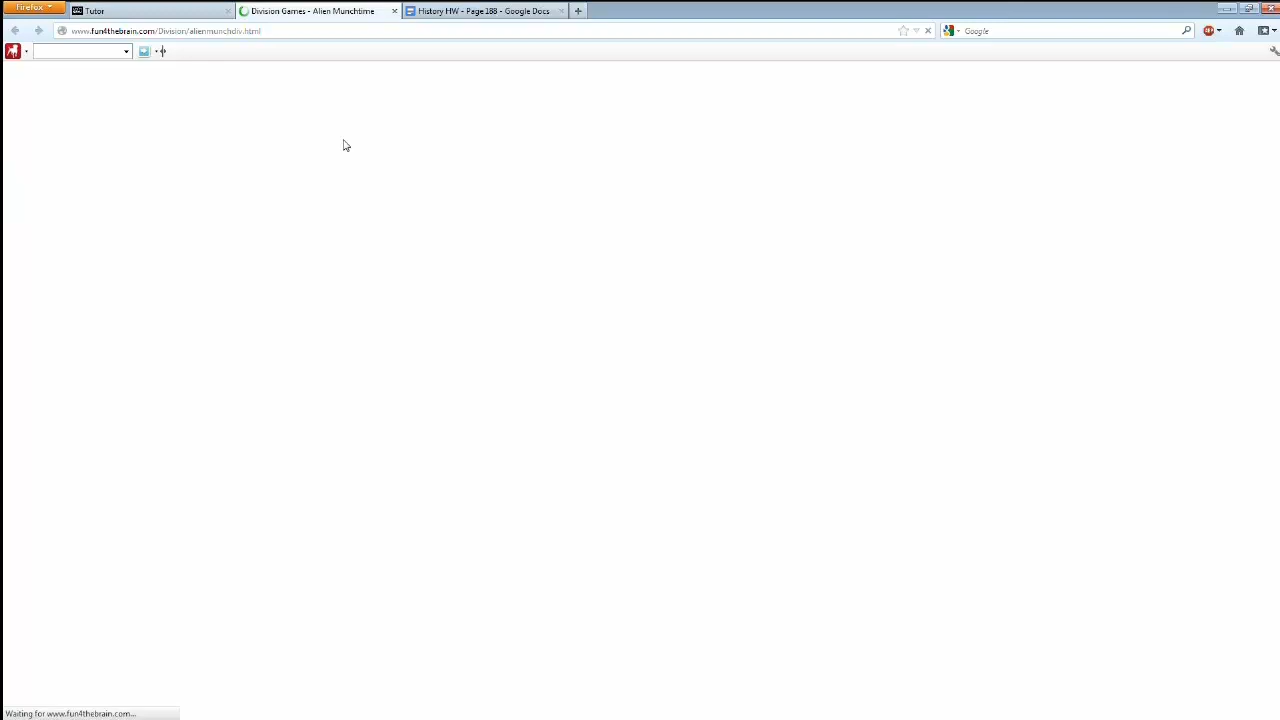 Firefox
Tutor
Division Games - Alien Munchtime
History HW - Page 188 - Google Docs
www.fun4thebrain.com/Division/alienmunchdiv.html
Google
Waiting for www.fun4thebrain.com...